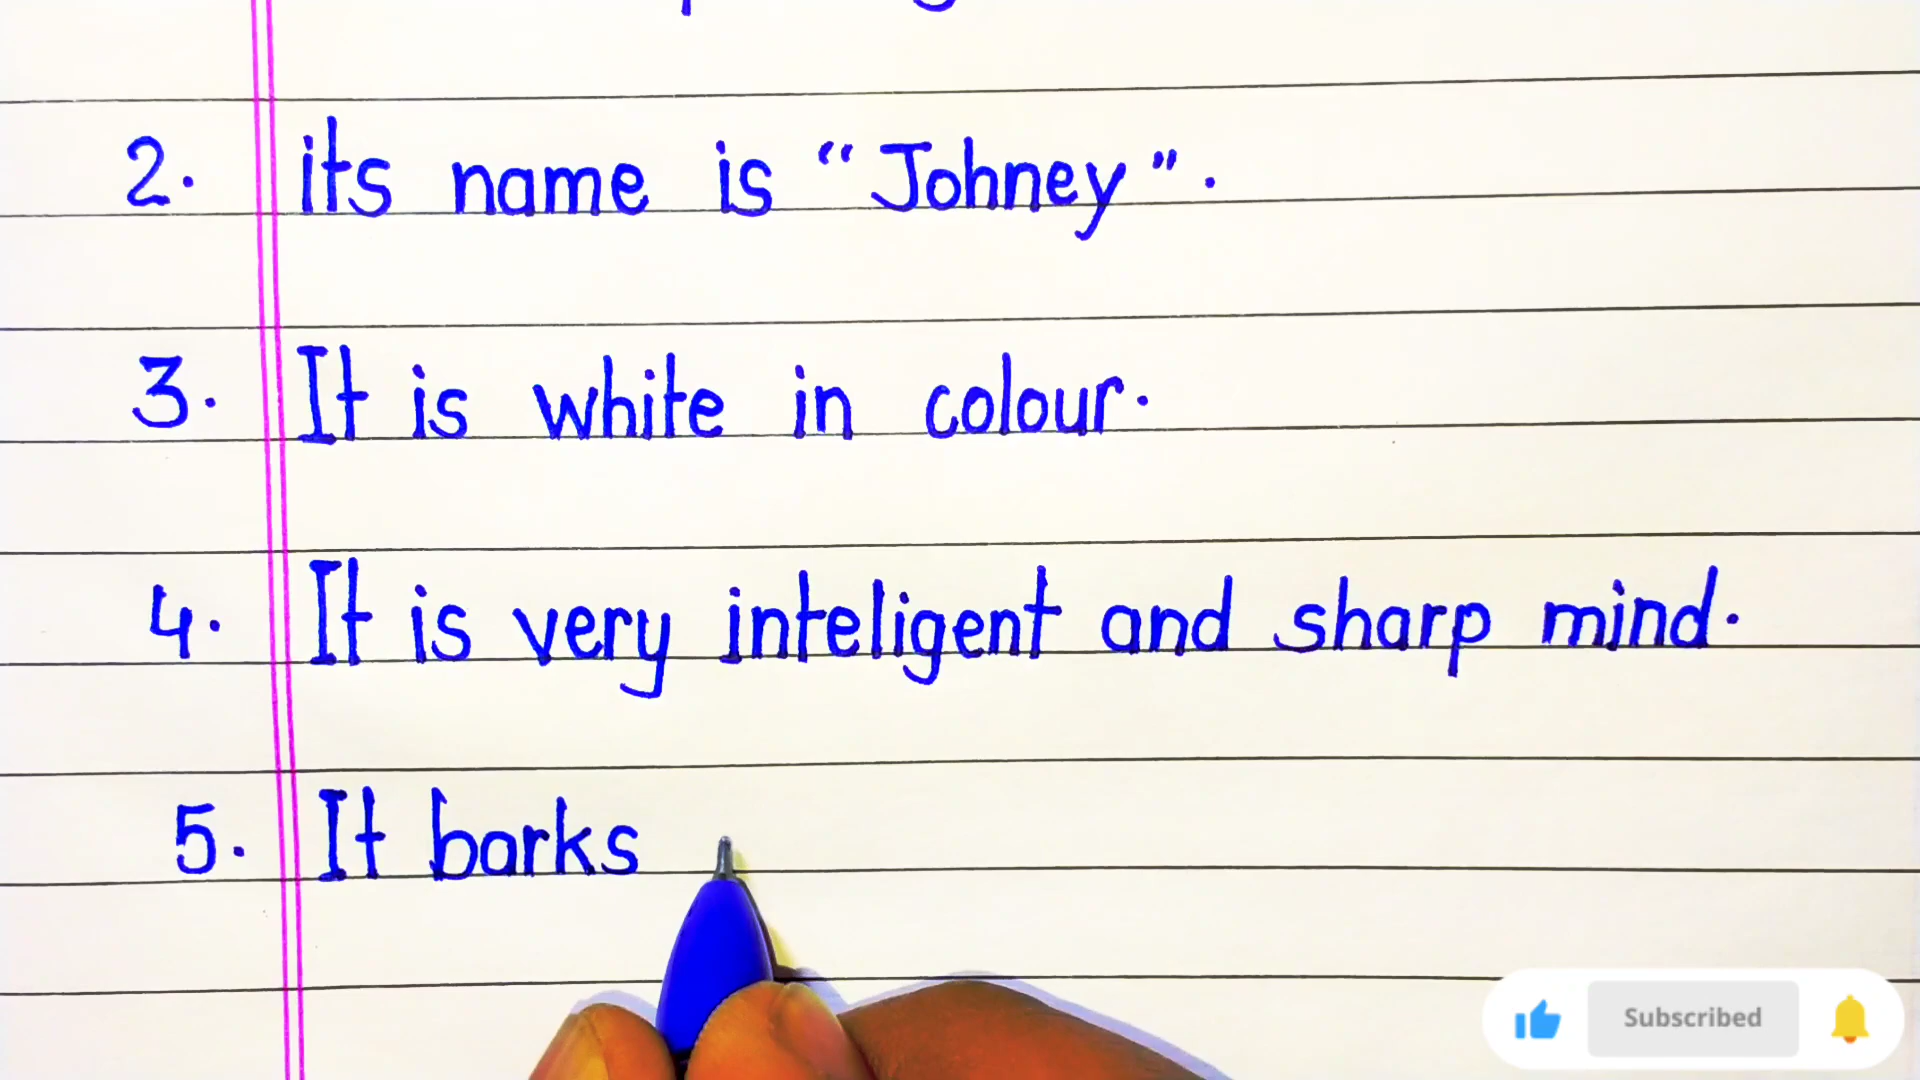 2. its name is “Johney”.
3. It is white in colour.
4. It is very inteligent and sharp mind.
5. It barks
Subscribed